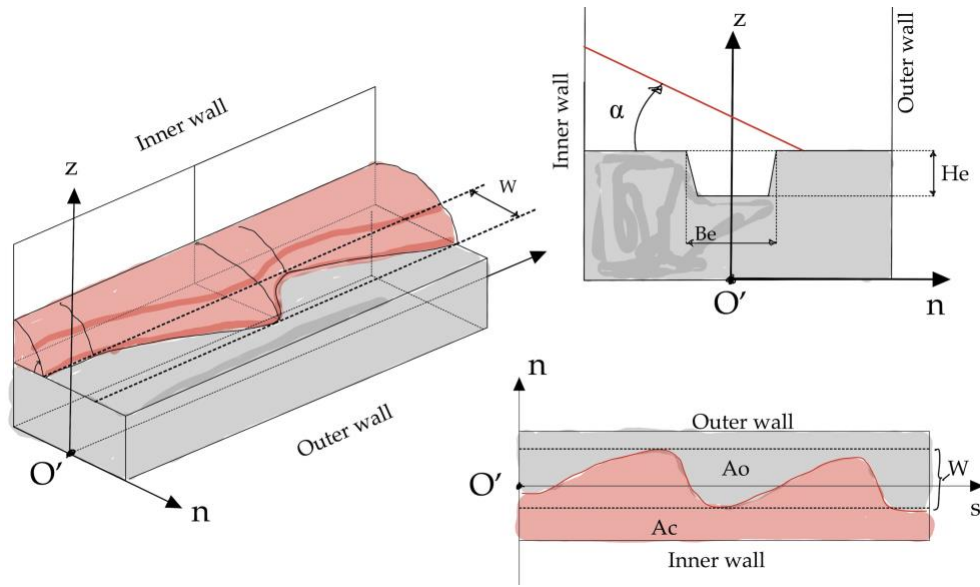 Inner wall
z
W
Outer wall
O'
n
z
Inner wall
Outer wall
α
He
Be
O'
n
n
Outer wall
O'
Ao
W
s
Ac
Inner wall